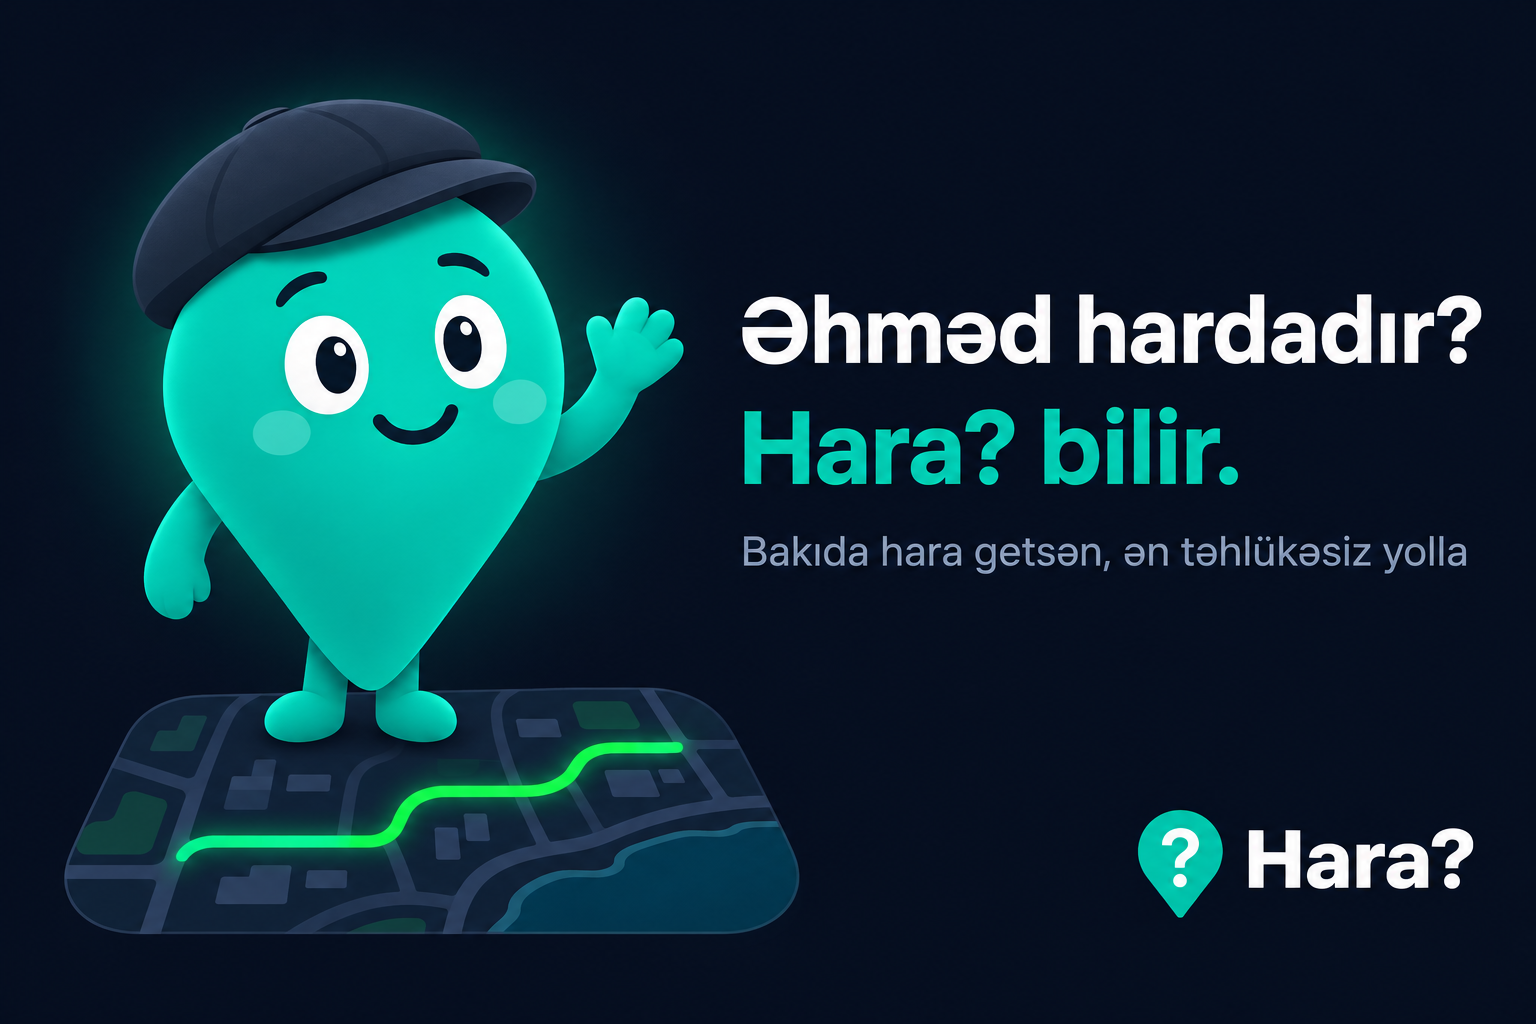 Əhməd hardadır?
Hara? bilir.
Bakıda hara getsən, ən təhlükəsiz yolla
? Hara?